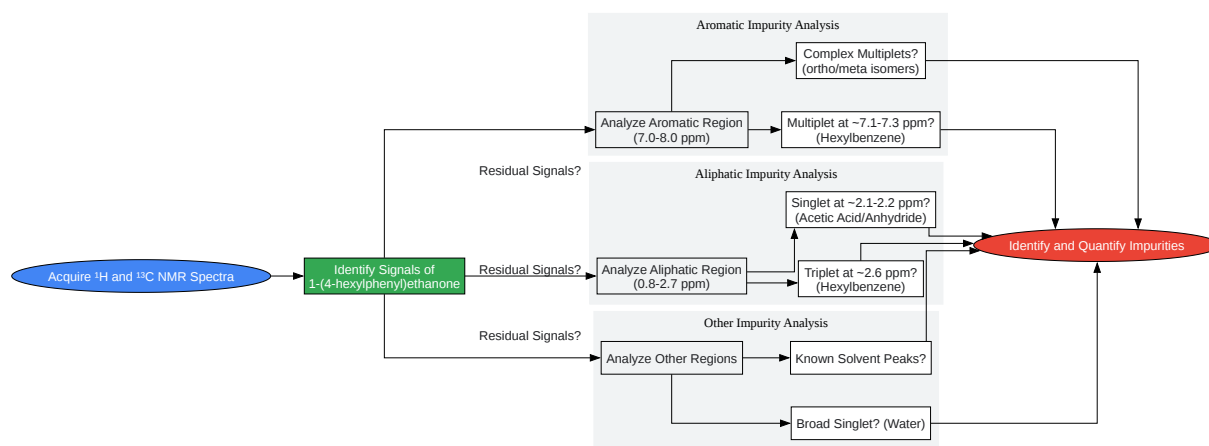 Aromatic Impurity Analysis
Complex Multiplets?
(ortho/meta isomers)
Analyze Aromatic Region
(7.0-8.0 ppm)
Multiplet at ~7.1-7.3 ppm?
(Hexylbenzene)
Residual Signals?
Aliphatic Impurity Analysis
Singlet at ~2.1-2.2 ppm?
(Acetic Acid/Anhydride)
Acquire ¹H and ¹³C NMR Spectra
Identify Signals of
1-(4-hexylphenyl)ethanone
Residual Signals?
Analyze Aliphatic Region
(0.8-2.7 ppm)
Triplet at ~2.6 ppm?
(Hexylbenzene)
Identify and Quantify Impurities
Residual Signals?
Other Impurity Analysis
Analyze Other Regions
Known Solvent Peaks?
Broad Singlet? (Water)